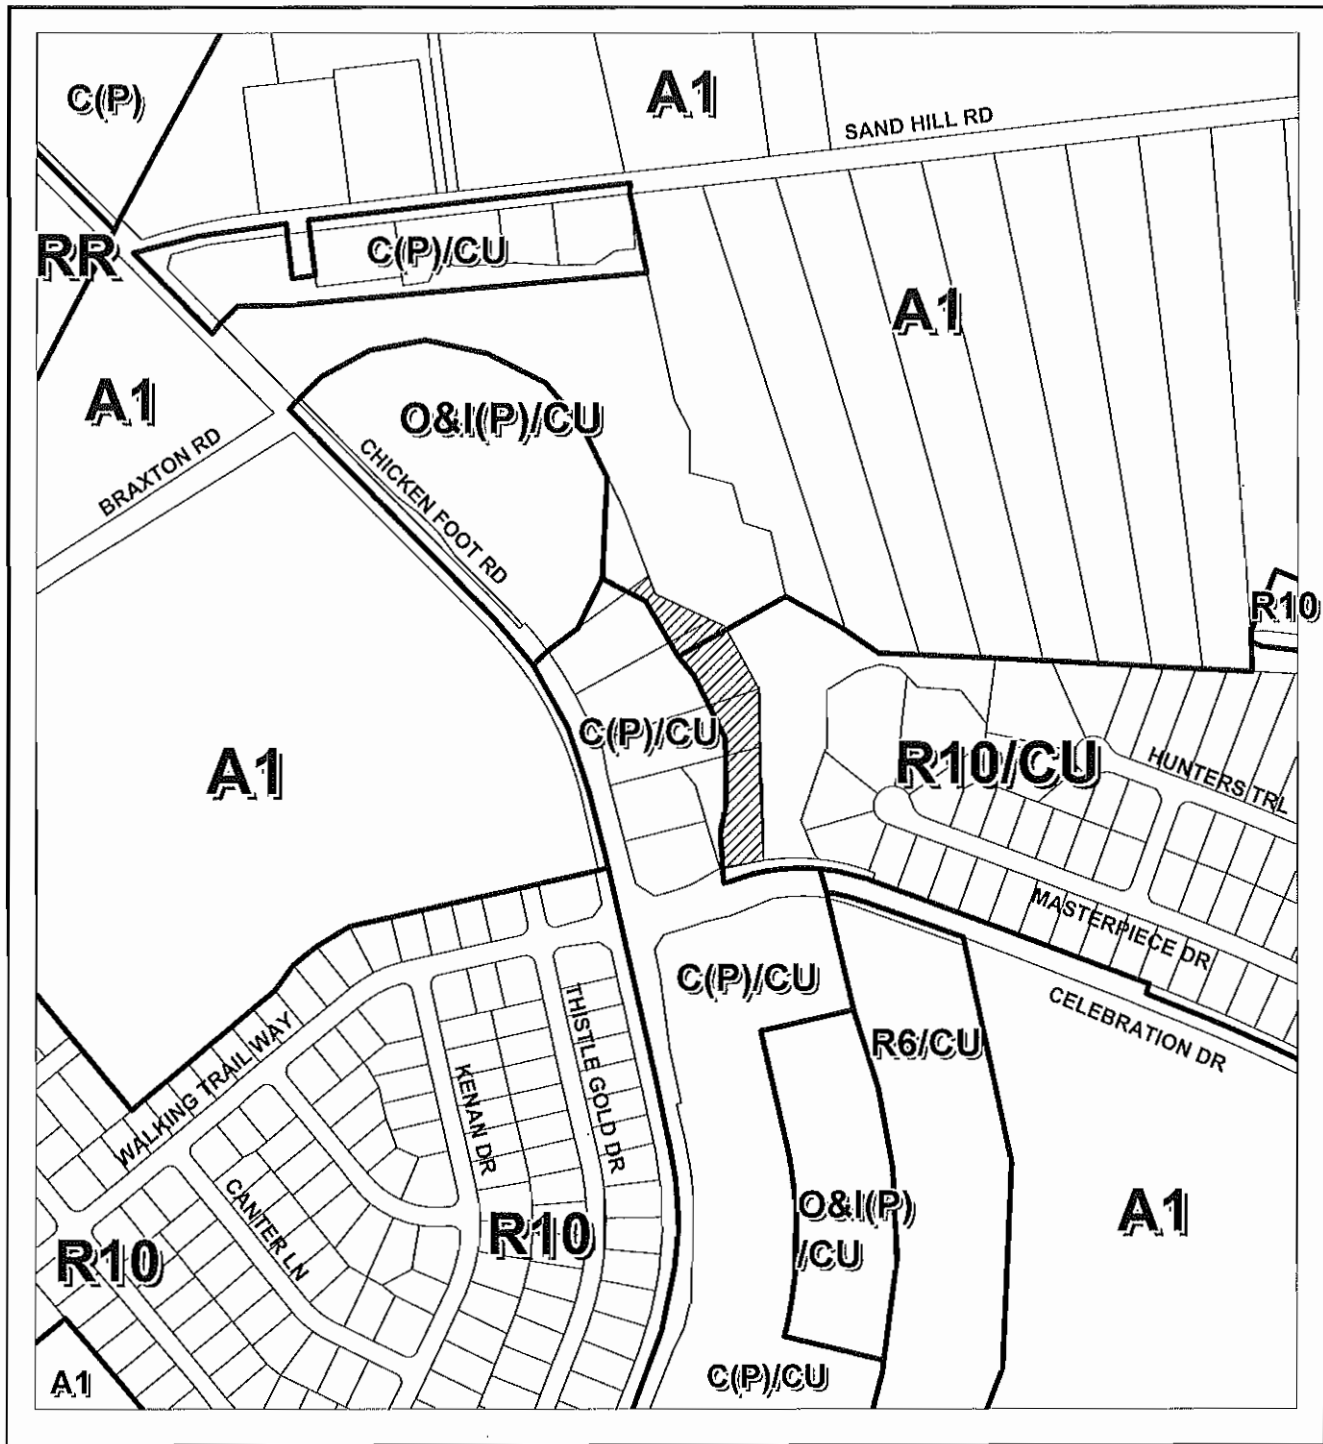 C(P)
A1
SAND HILL RD
RR
C(P)/CU
A1
A1
O&I(P)/CU
BRAXTON RD
CHICKEN FOOT RD
R10
C(P)/CU
A1
R10/CU
HUNTERS TRL
MASTERPIECE DR
CELEBRATION DR
C(P)/CU
R6/CU
WALKING TRAIL WAY
KENAN DR
THISTLE GOLD DR
CANTER LN
O&I(P)
/CU
A1
R10
R10
A1
C(P)/CU